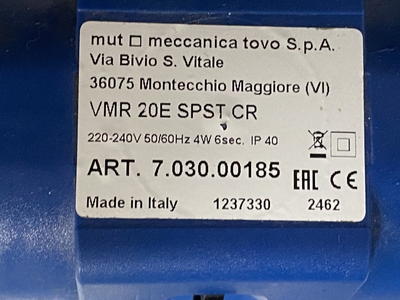 mut □ meccanica tovo S.p.A.
Via Bivio S. Vitale
36075 Montecchio Maggiore (VI)
VMR 20E SPST CR
220-240V 50/60Hz 4W 6sec. IP 40
ART. 7.030.00185 EAC CE
Made in Italy 1237330 2462